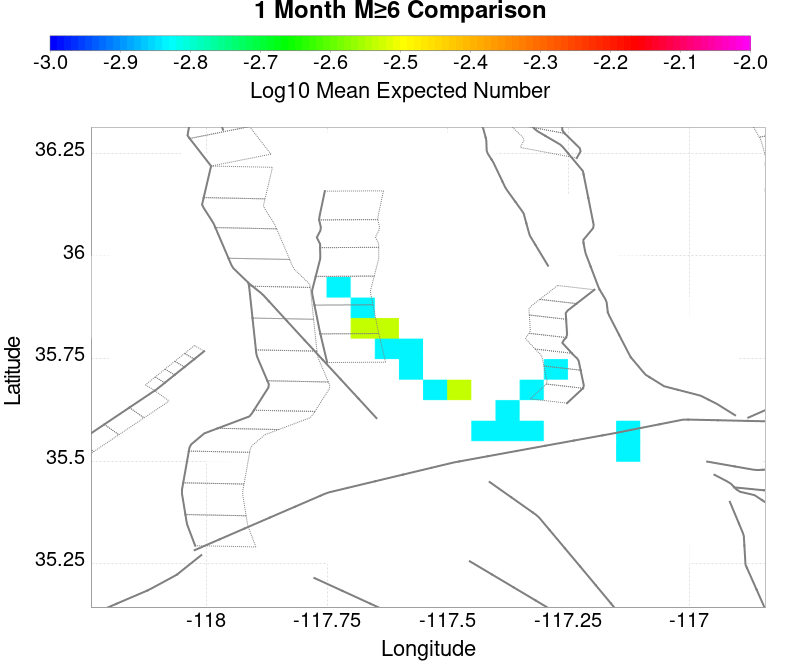 1 Month M≥6 Comparison
-3.0 -2.9 -2.8 -2.7 -2.6 -2.5 -2.4 -2.3 -2.2 -2.1 -2.0
Log10 Mean Expected Number
36.25
36
35.75
35.5
35.25
Latitude
-118 -117.75 -117.5 -117.25 -117
Longitude